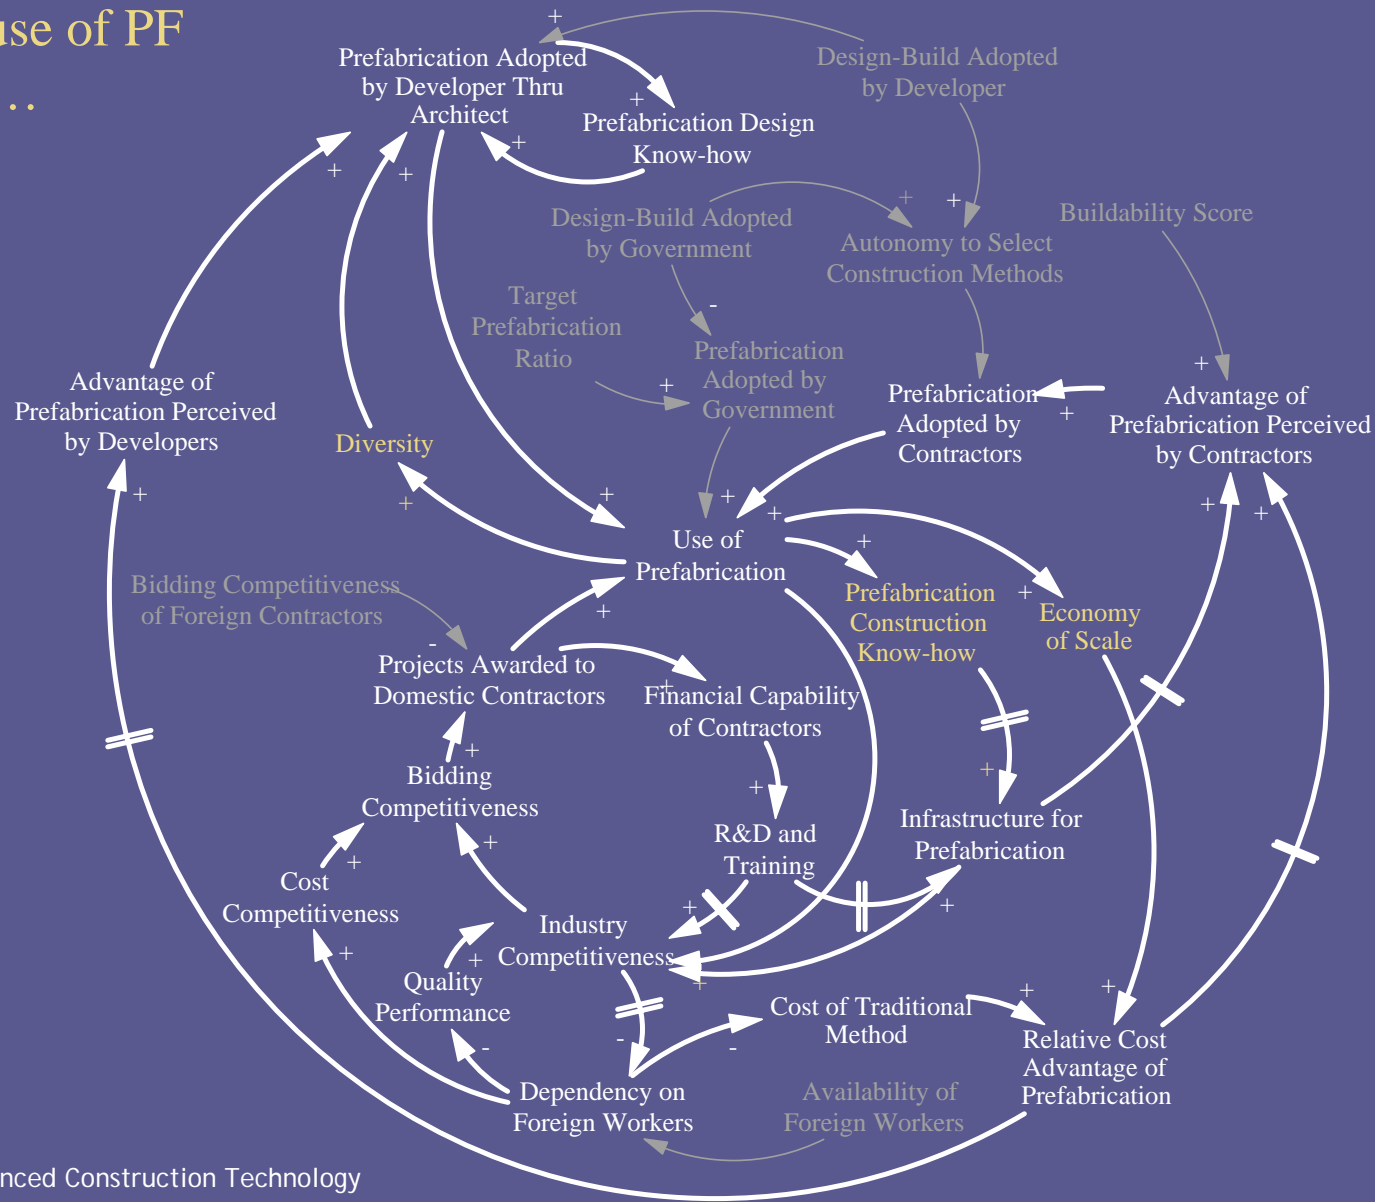 use of PF
..
Prefabrication Adopted
by Developer Thru
Architect
Design-Build Adopted
by Developer
Prefabrication Design
Know-how
Design-Build Adopted
by Government
Autonomy to Select
Construction Methods
Buildability Score
Target
Prefabrication
Ratio
Prefabrication
Adopted by
Government
Prefabrication
Adopted by
Contractors
Advantage of
Prefabrication Perceived
by Contractors
Advantage of
Prefabrication Perceived
by Developers
Diversity
Use of
Prefabrication
Bidding Competitiveness
of Foreign Contractors
Prefabrication
Construction
Know-how
Economy
of Scale
Projects Awarded to
Domestic Contractors
Financial Capability
of Contractors
Bidding
Competitiveness
R&D and
Training
Infrastructure for
Prefabrication
Cost
Competitiveness
Industry
Competitiveness
Quality
Performance
Cost of Traditional
Method
Relative Cost
Advantage of
Prefabrication
Dependency on
Foreign Workers
Availability of
Foreign Workers
nced Construction Technology